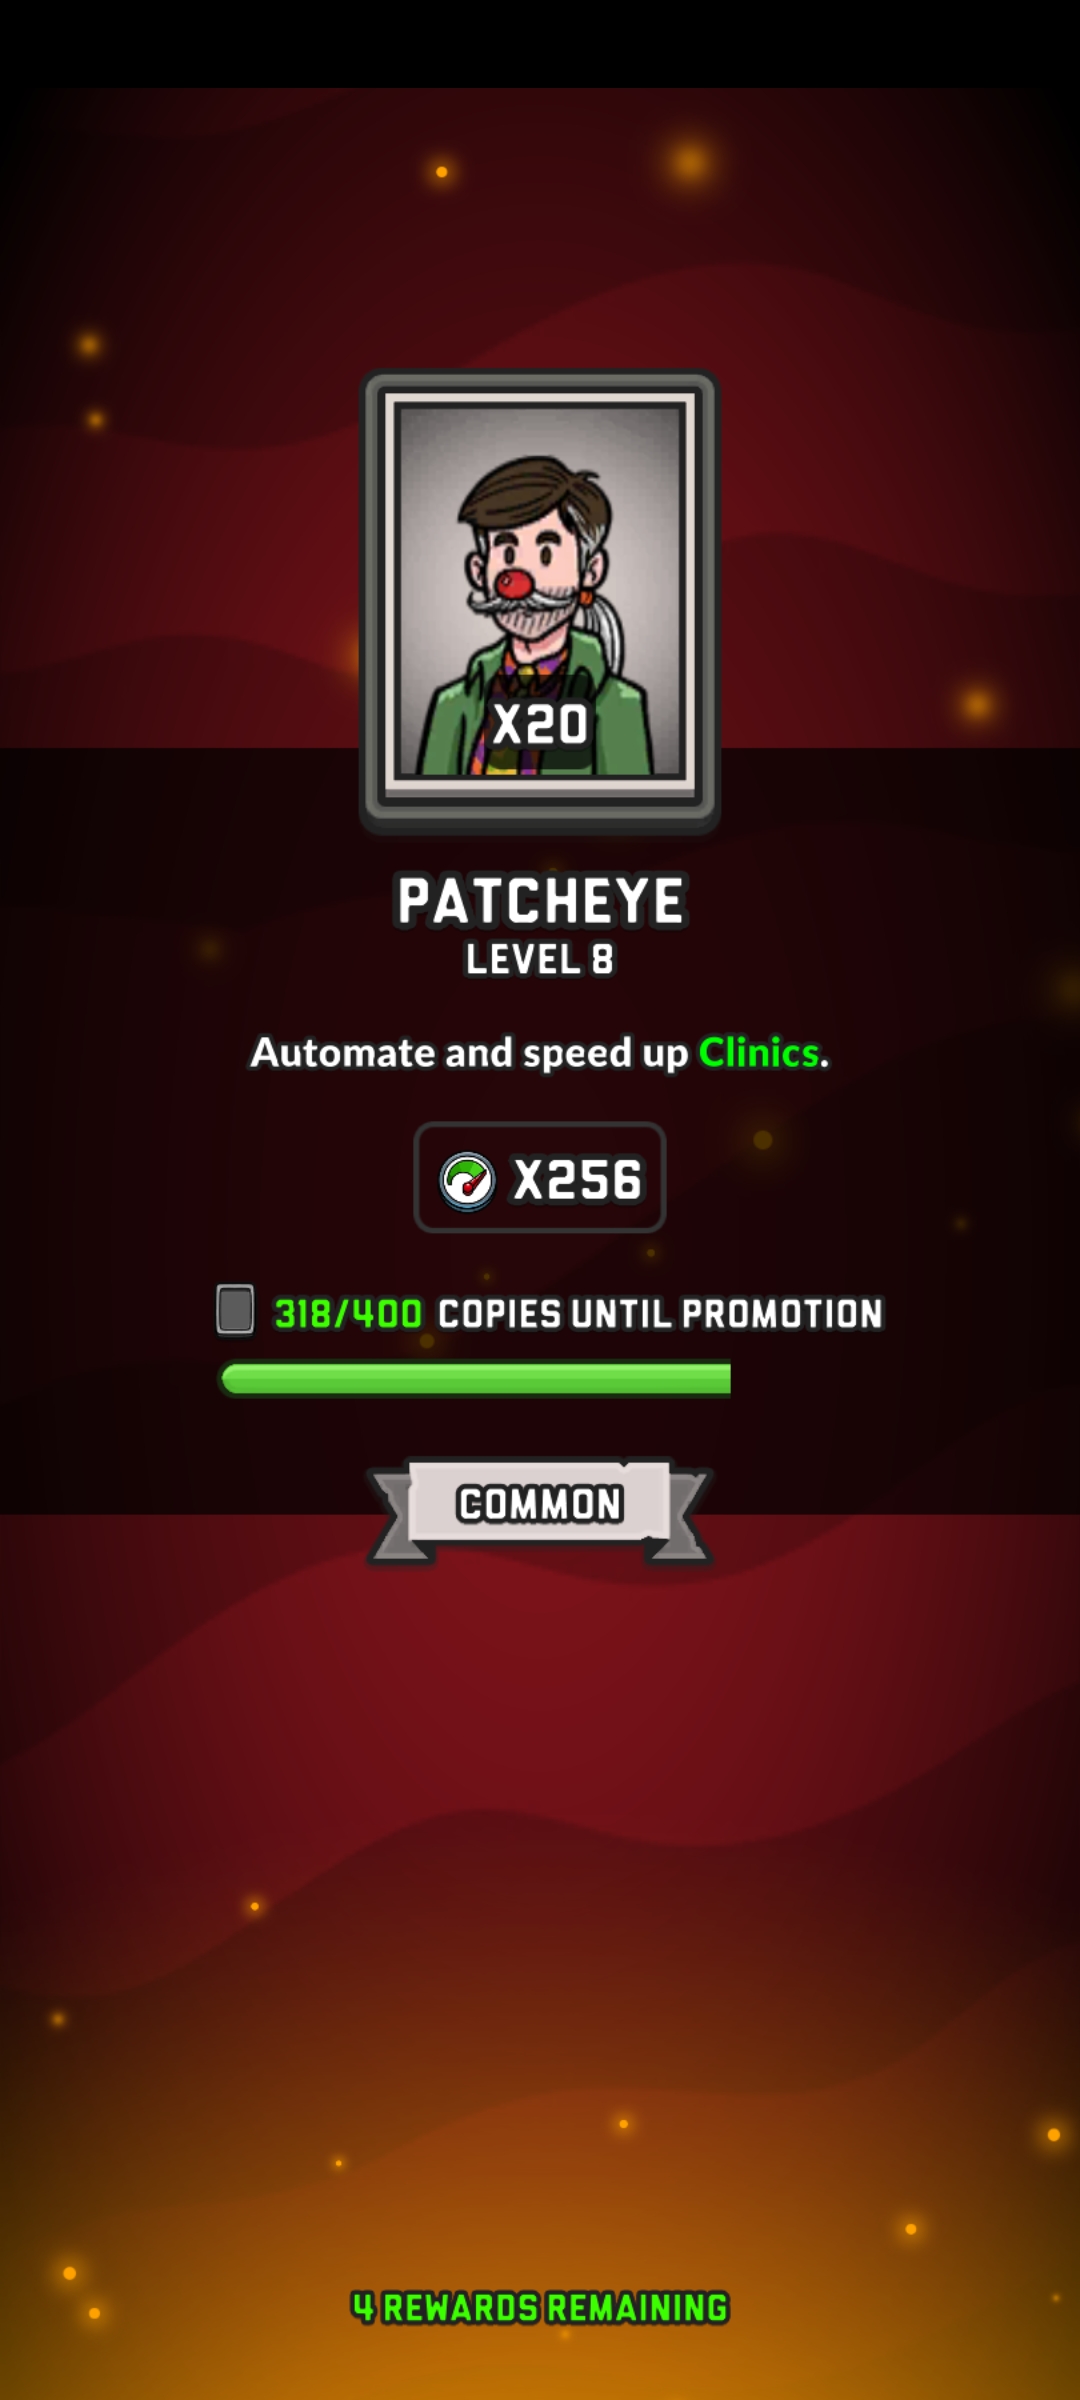 X20
PATCHEYE
LEVEL 8
Automate and speed up Clinics.
X256
318/400 COPIES UNTIL PROMOTION
COMMON
4 REWARDS REMAINING